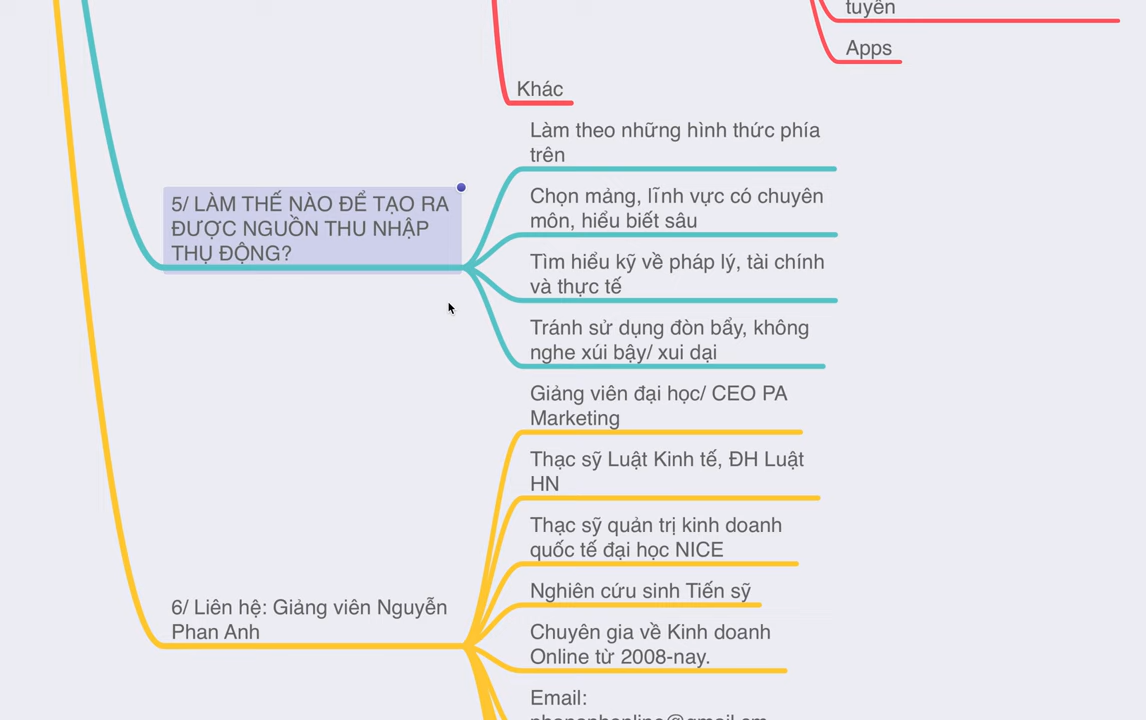 tuyến
Apps
Khác
Làm theo những hình thức phía
trên
Chọn mảng, lĩnh vực có chuyên
môn, hiểu biết sâu
5/ LÀM THẾ NÀO ĐỂ TẠO RA
ĐƯỢC NGUỒN THU NHẬP
THỤ ĐỘNG?
Tìm hiểu kỹ về pháp lý, tài chính
và thực tế
Tránh sử dụng đòn bẩy, không
nghe xúi bậy/ xui dại
Giảng viên đại học/ CEO PA
Marketing
Thạc sỹ Luật Kinh tế, ĐH Luật
HN
Thạc sỹ quản trị kinh doanh
quốc tế đại học NICE
Nghiên cứu sinh Tiến sỹ
6/ Liên hệ: Giảng viên Nguyễn
Phan Anh
Chuyên gia về Kinh doanh
Online từ 2008-nay.
Email: